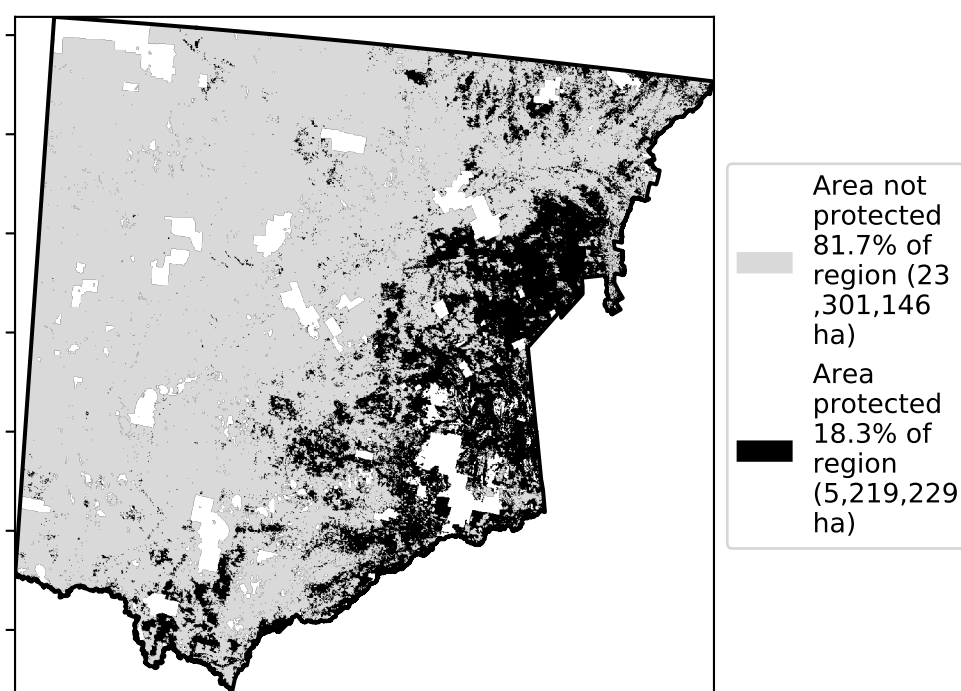 Area not
protected
81.7% of
region (23
,301,146
ha)
Area
protected
18.3% of
region
(5,219,229
ha)